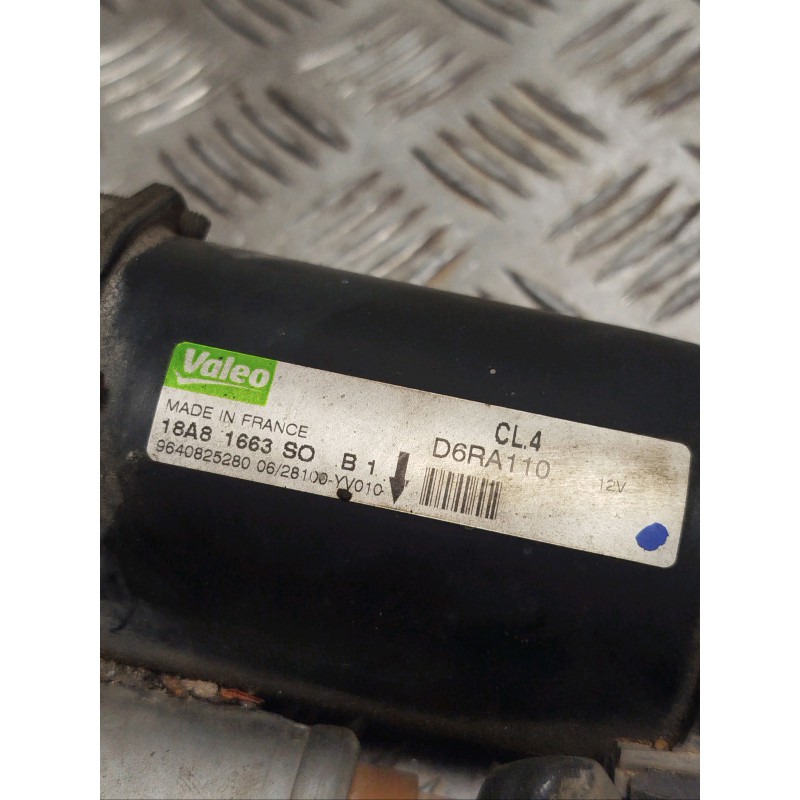 Valeo
MADE IN FRANCE
18A8 1663 SO B 1
9640825280 06/28100-YV010
CL.4
D6RA110
12V